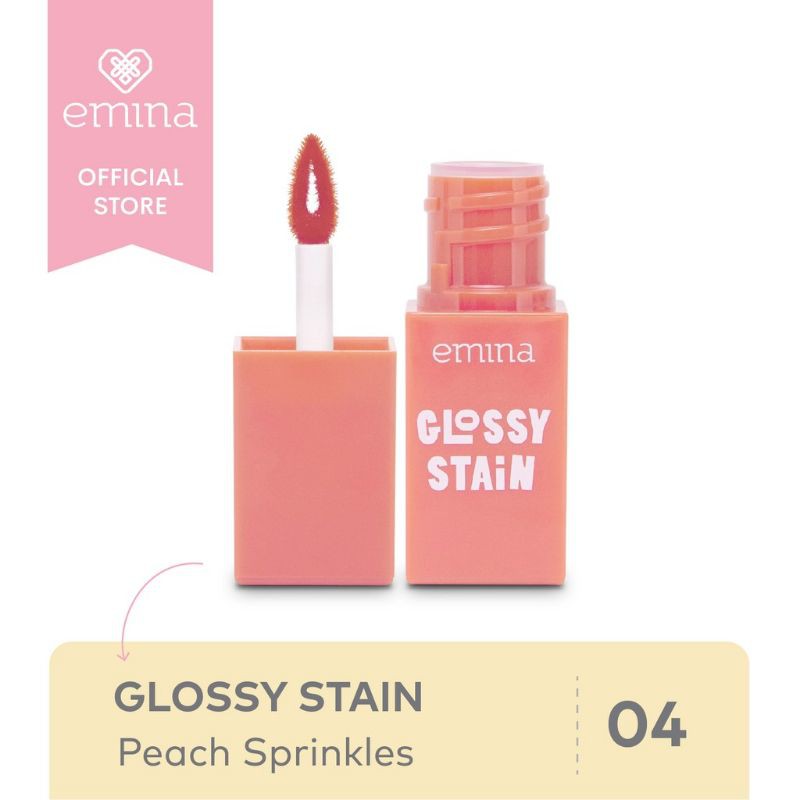 emina
OFFICIAL
STORE
emina
GLOSSY
STAiN
GLOSSY STAIN
Peach Sprinkles
04